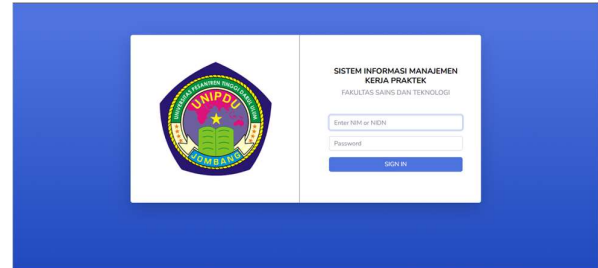 UNIVERSITAS PESANTREN TINGGI DARUL ULUM
UNIPDU
JOMBANG
SISTEM INFORMASI MANAJEMEN
KERJA PRAKTEK
FAKULTAS SAINS DAN TEKNOLOGI
Enter NIM or NIDN
Password
SIGN IN